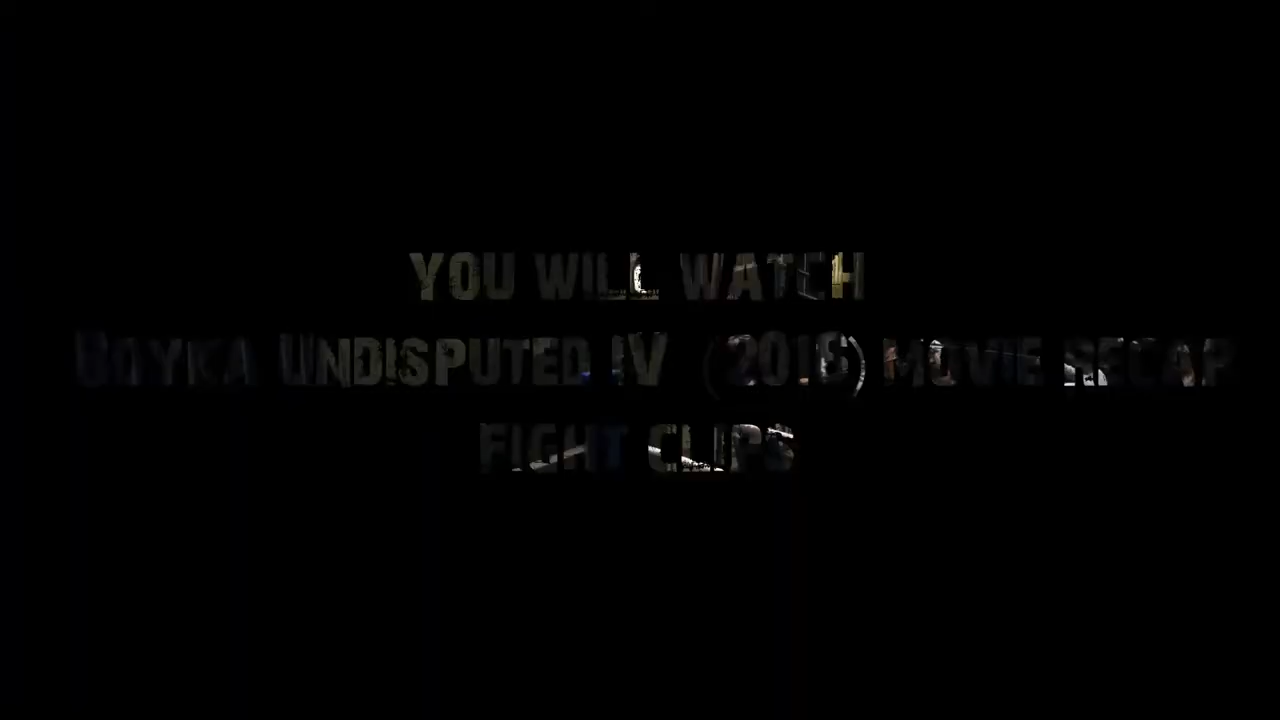 YOU WILL WATCH
BOYKA UNDISPUTED IV (2016) MOVIE RECAP
FIGHT CLIPS